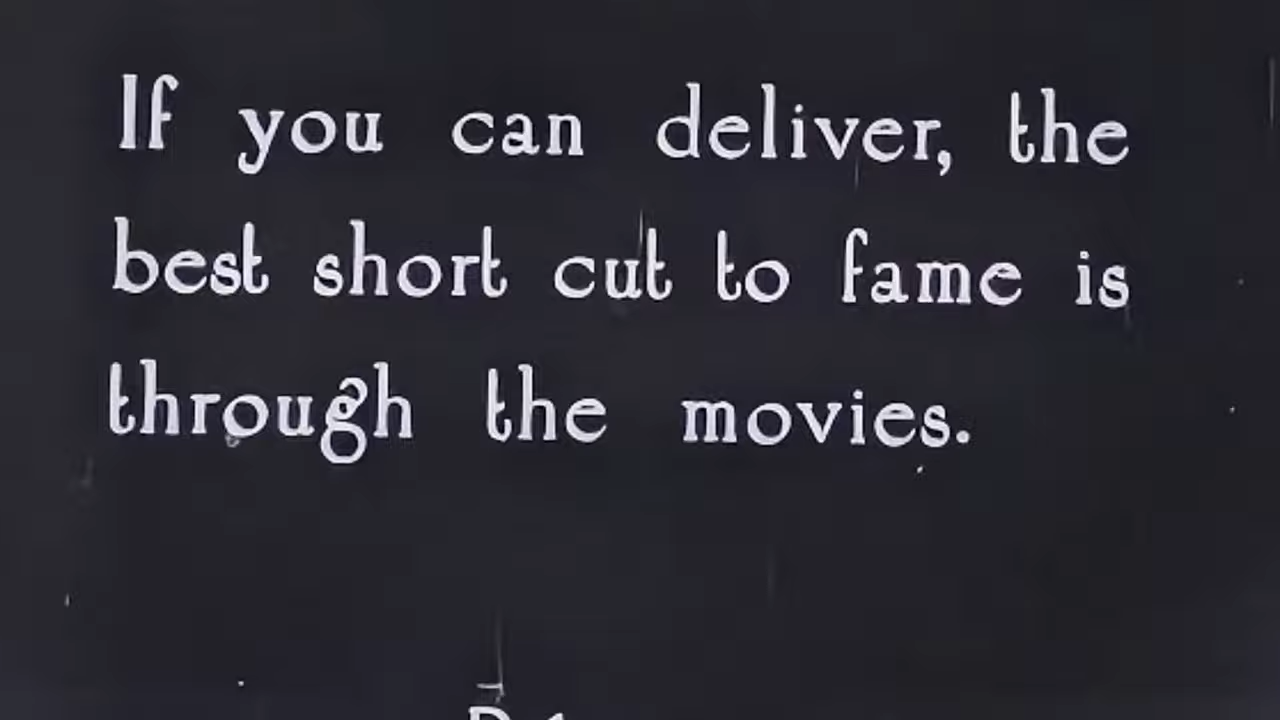 If you can deliver, the
best short cut to fame is
through the movies.